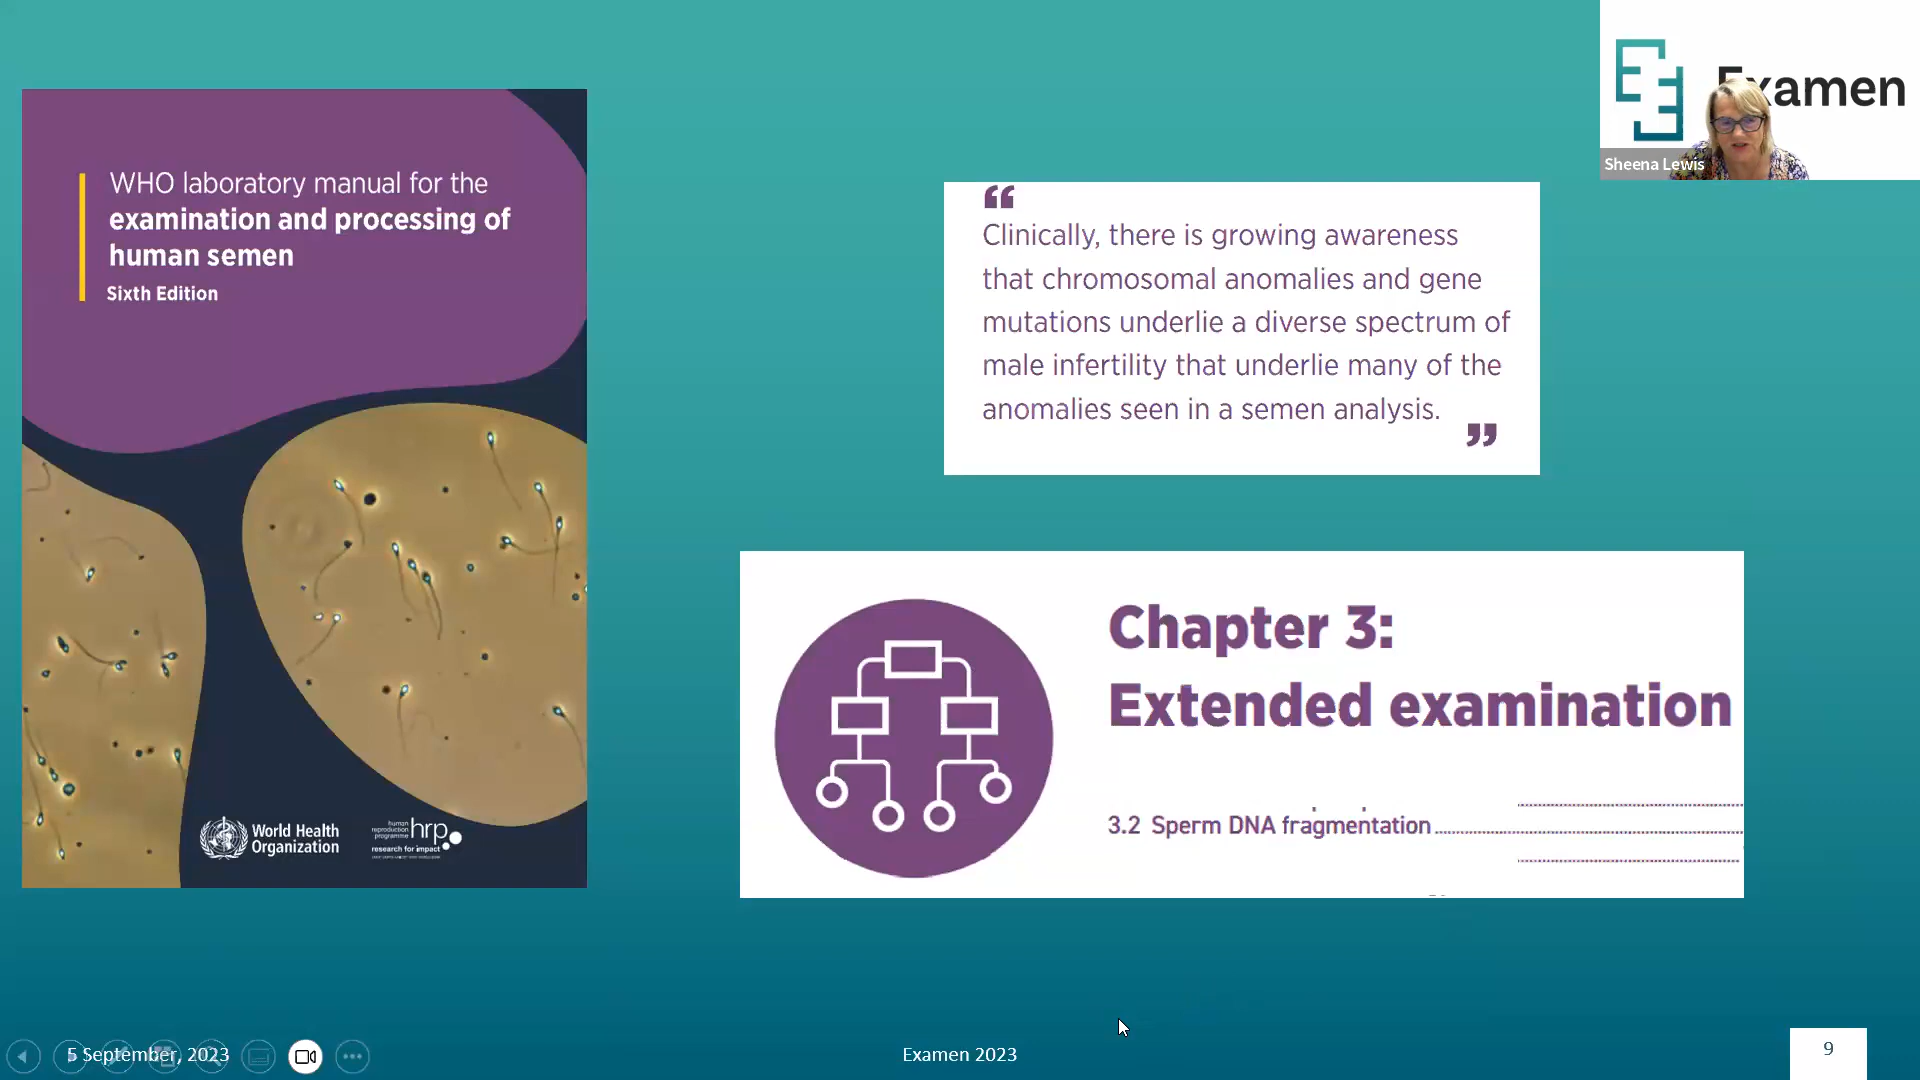 WHO laboratory manual for the
examination and processing of
human semen
Sixth Edition
World Health
Organization
human
reproduction
programme
hrp
research for impact
Examen
Sheena Lewis
“
Clinically, there is growing awareness
that chromosomal anomalies and gene
mutations underlie a diverse spectrum of
male infertility that underlie many of the
anomalies seen in a semen analysis.
”
Chapter 3:
Extended examination
3.2 Sperm DNA fragmentation
5 September, 2023
Examen 2023
9